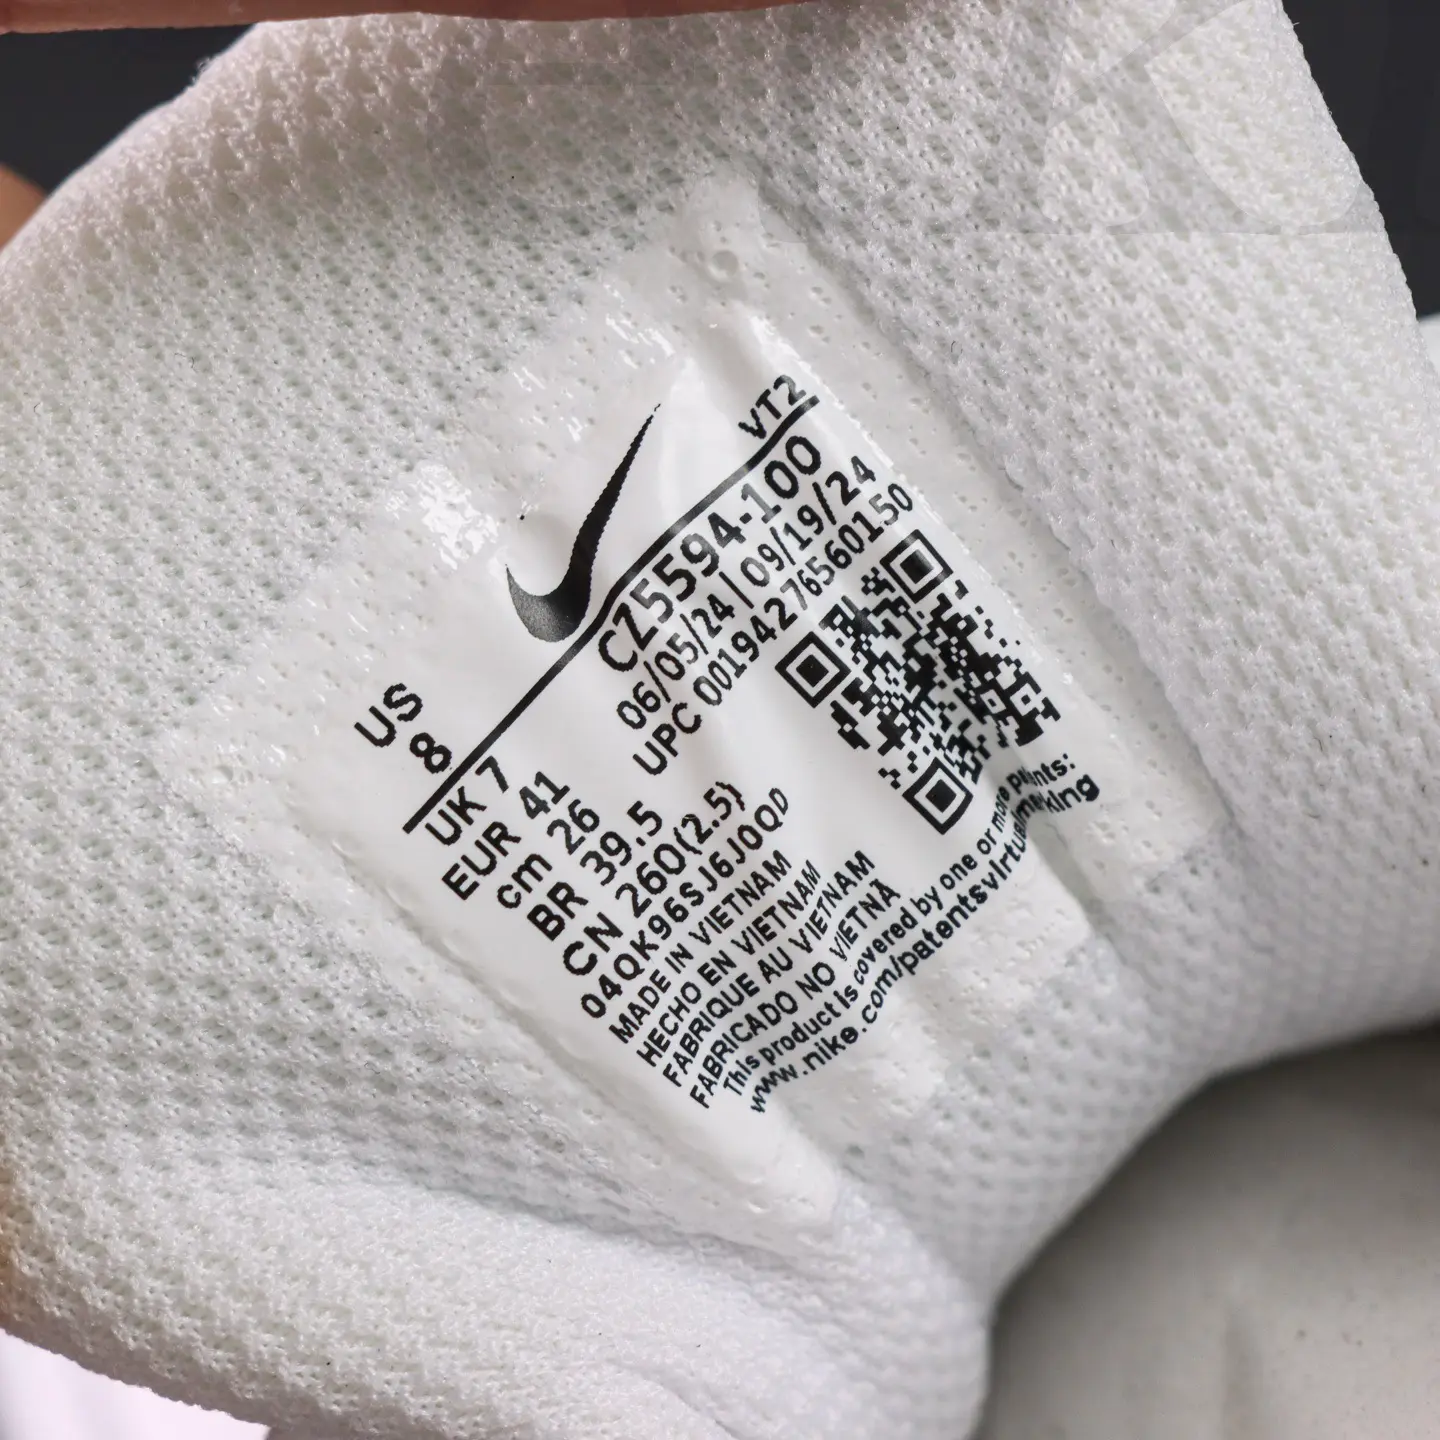 VT2
US
8
CZ5594-100
06/05/24 | 09/19/24
UPC 00194276560150
UK 7
EUR 41
cm 26
BR 39.5
CN 260(2.5)
04QK96SJ6J0QD
MADE IN VIETNAM
HECHO EN VIETNAM
FABRIQUE AU VIETNAM
FABRICADO NO VIETNÃ
This product is covered by one or more patents:
www.nike.com/patentsvirtualmarking